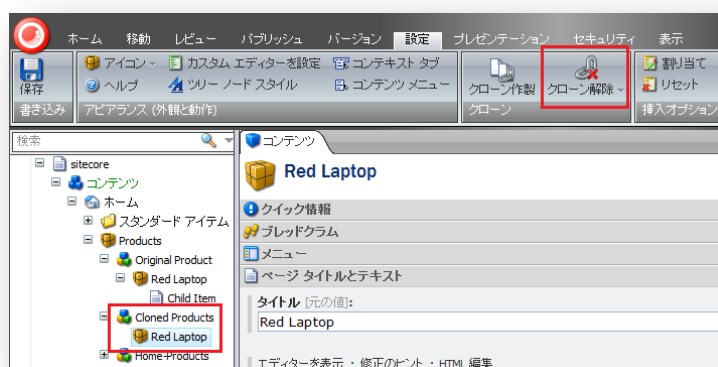 ホーム 移動 レビュー パブリッシュ バージョン 設定 プレゼンテーション セキュリティ 表示
保存
アイコン カスタム エディターを設定 コンテキスト タブ
ヘルプ ツリー ノード スタイル コンテンツ メニュー
クローン作製 クローン解除
割り当て
リセット
書き込み アピアランス (外観と動作) クローン 挿入オプション
検索
sitecore
コンテンツ
ホーム
スタンダード アイテム
Products
Original Product
Red Laptop
Child Item
Cloned Products
Red Laptop
Home-Products
コンテンツ
Red Laptop
クイック情報
ブレッドクラム
メニュー
ページ タイトルとテキスト
タイトル [元の値]:
Red Laptop
エディターを表示 ・ 修正のヒント ・ HTML 編集